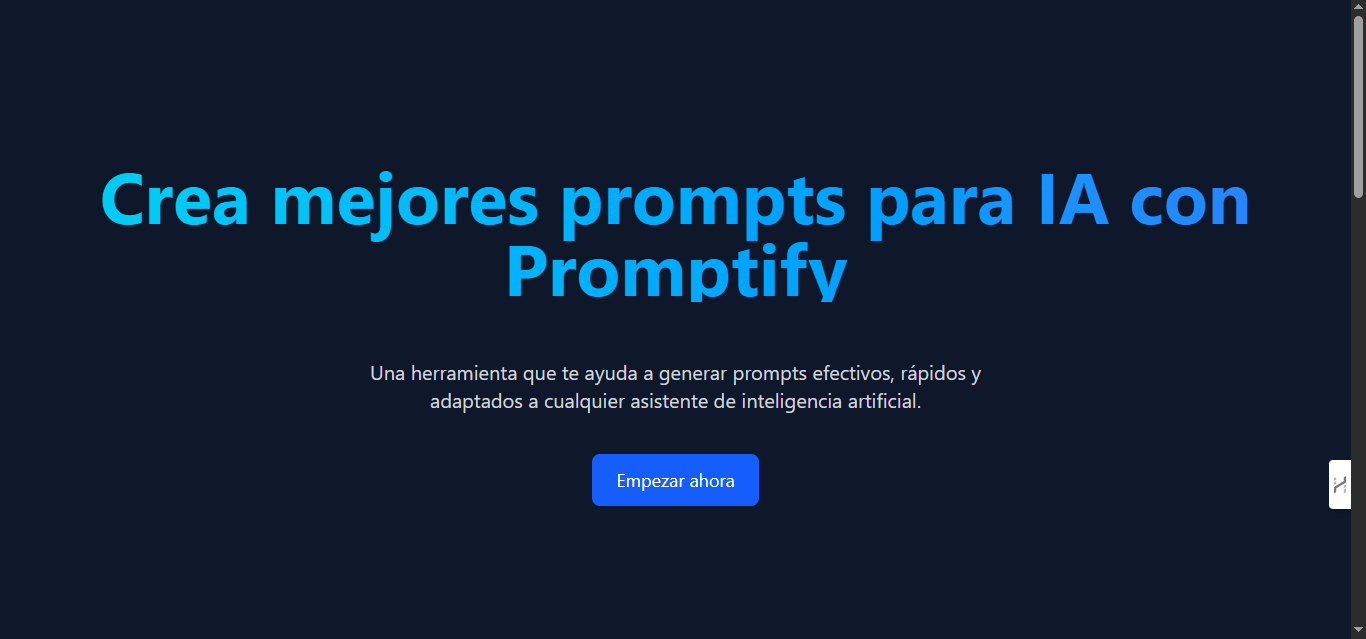 Crea mejores prompts para IA con
Promptify
Una herramienta que te ayuda a generar prompts efectivos, rápidos y
adaptados a cualquier asistente de inteligencia artificial.
Empezar ahora